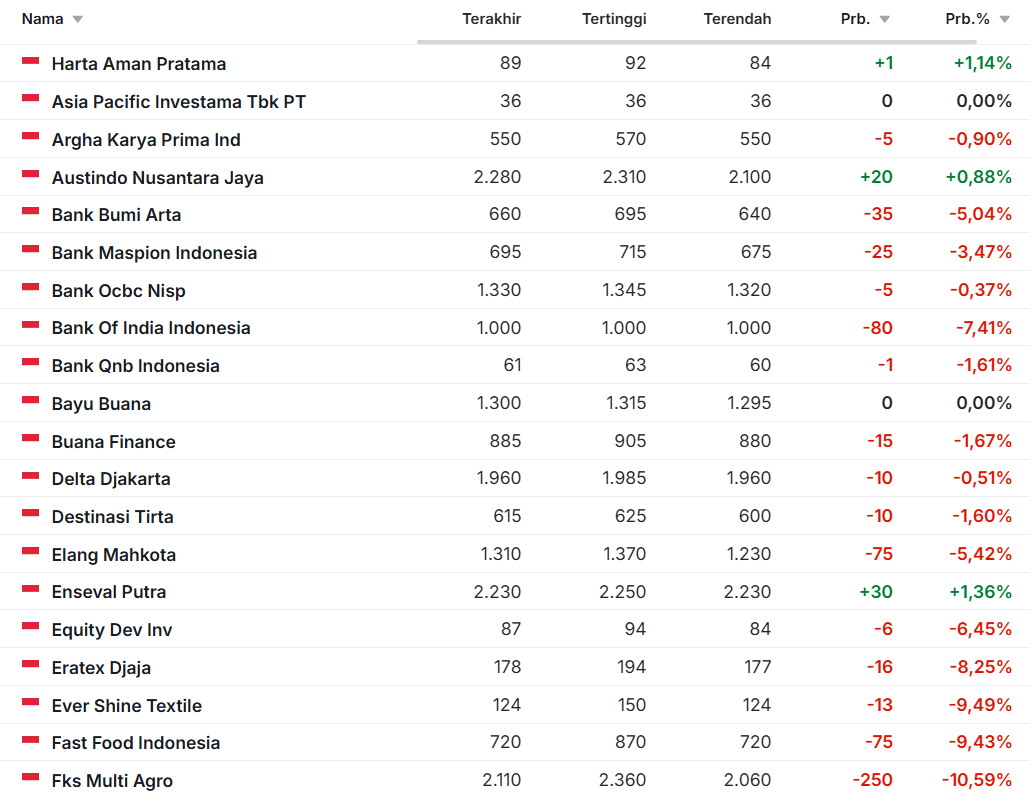 Nama Terakhir Tertinggi Terendah Prb. Prb.%
Harta Aman Pratama 89 92 84 +1 +1,14%
Asia Pacific Investama Tbk PT 36 36 36 0 0,00%
Argha Karya Prima Ind 550 570 550 -5 -0,90%
Austindo Nusantara Jaya 2.280 2.310 2.100 +20 +0,88%
Bank Bumi Arta 660 695 640 -35 -5,04%
Bank Maspion Indonesia 695 715 675 -25 -3,47%
Bank Ocbc Nisp 1.330 1.345 1.320 -5 -0,37%
Bank Of India Indonesia 1.000 1.000 1.000 -80 -7,41%
Bank Qnb Indonesia 61 63 60 -1 -1,61%
Bayu Buana 1.300 1.315 1.295 0 0,00%
Buana Finance 885 905 880 -15 -1,67%
Delta Djakarta 1.960 1.985 1.960 -10 -0,51%
Destinasi Tirta 615 625 600 -10 -1,60%
Elang Mahkota 1.310 1.370 1.230 -75 -5,42%
Enseval Putra 2.230 2.250 2.230 +30 +1,36%
Equity Dev Inv 87 94 84 -6 -6,45%
Eratex Djaja 178 194 177 -16 -8,25%
Ever Shine Textile 124 150 124 -13 -9,49%
Fast Food Indonesia 720 870 720 -75 -9,43%
Fks Multi Agro 2.110 2.360 2.060 -250 -10,59%